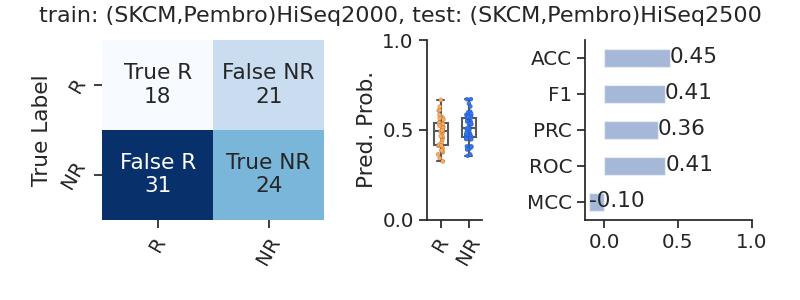 train: (SKCM,Pembro)HiSeq2000, test: (SKCM,Pembro)HiSeq2500
True Label
R
NR
True R
18
False NR
21
False R
31
True NR
24
R
NR
Pred. Prob.
1.0
0.5
0.0
R
NR
ACC
0.45
F1
0.41
PRC
0.36
ROC
0.41
MCC
-0.10
0.0
0.5
1.0